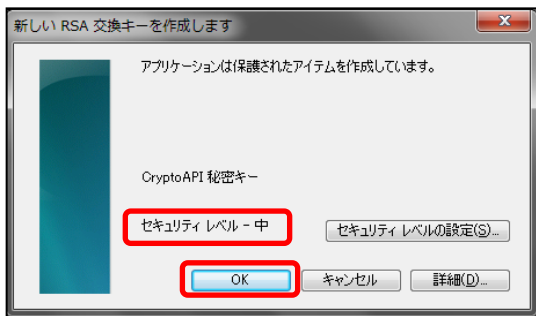 新しい RSA 交換キーを作成します
アプリケーションは保護されたアイテムを作成しています。
CryptoAPI 秘密キー
セキュリティ レベル - 中
セキュリティ レベルの設定(S)...
OK
キャンセル
詳細(D)...